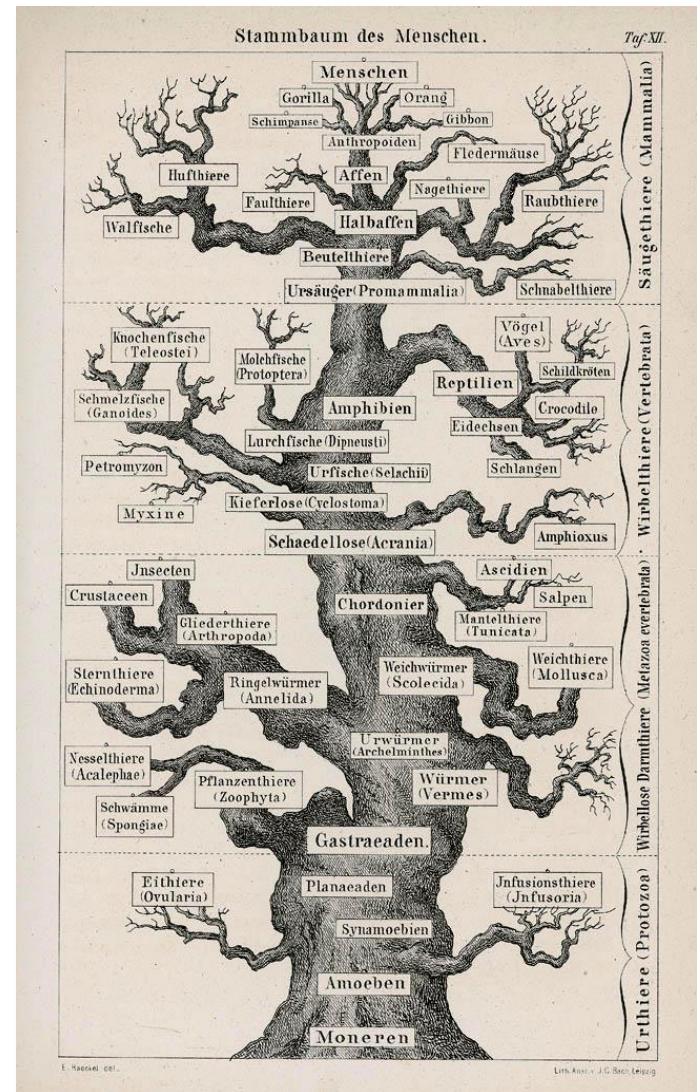 Stammbaum des Menschen.
Taf: XII.
Menschen
Gorilla
Orang
Schimpanse
Gibbon
Anthropoiden
Fledermäuse
Hufthiere
Affen
Nagethiere
Faulthiere
Raubthiere
Walfische
Halbaffen
Beutelthiere
Ursäuger (Promammalia)
Schnabelthiere
Säugethiere (Mammalia)
Knochenfische
(Teleostei)
Molchfische
(Protoptera)
Vögel
(Aves)
Schildkröten
Reptilien
Schmelzfische
(Ganoides)
Amphibien
Crocodile
Eidechsen
Lurchfische (Dipneusti)
Petromyzon
Urfische (Selachii)
Schlangen
Kieferlose (Cyclostoma)
Myxine
Schaedellose (Acrania)
Amphioxus
Wirbelthiere (Vertebrata)
Jnsecten
Ascidien
Crustaceen
Chordonier
Salpen
Gliederthiere
(Arthropoda)
Mantelthiere
(Tunicata)
Sternthiere
(Echinoderma)
Ringelwürmer
(Annelida)
Weichwürmer
(Scolecida)
Weichthiere
(Mollusca)
Urwürmer
(Archelminthes)
Nesselthiere
(Acalephae)
Pflanzenthiere
(Zoophyta)
Würmer
(Vermes)
Schwämme
(Spongiae)
Gastraeaden.
Wirbellose Darmthiere (Metazoa evertebrata)
Eithiere
(Ovularia)
Planaeaden
Jnfusionsthiere
(Jnfusoria)
Synamoebien
Amoeben
Moneren
Urthiere (Protozoa)
E. Haeckel del.
Lith. Anst. v. J. G. Bach, Leipzig.